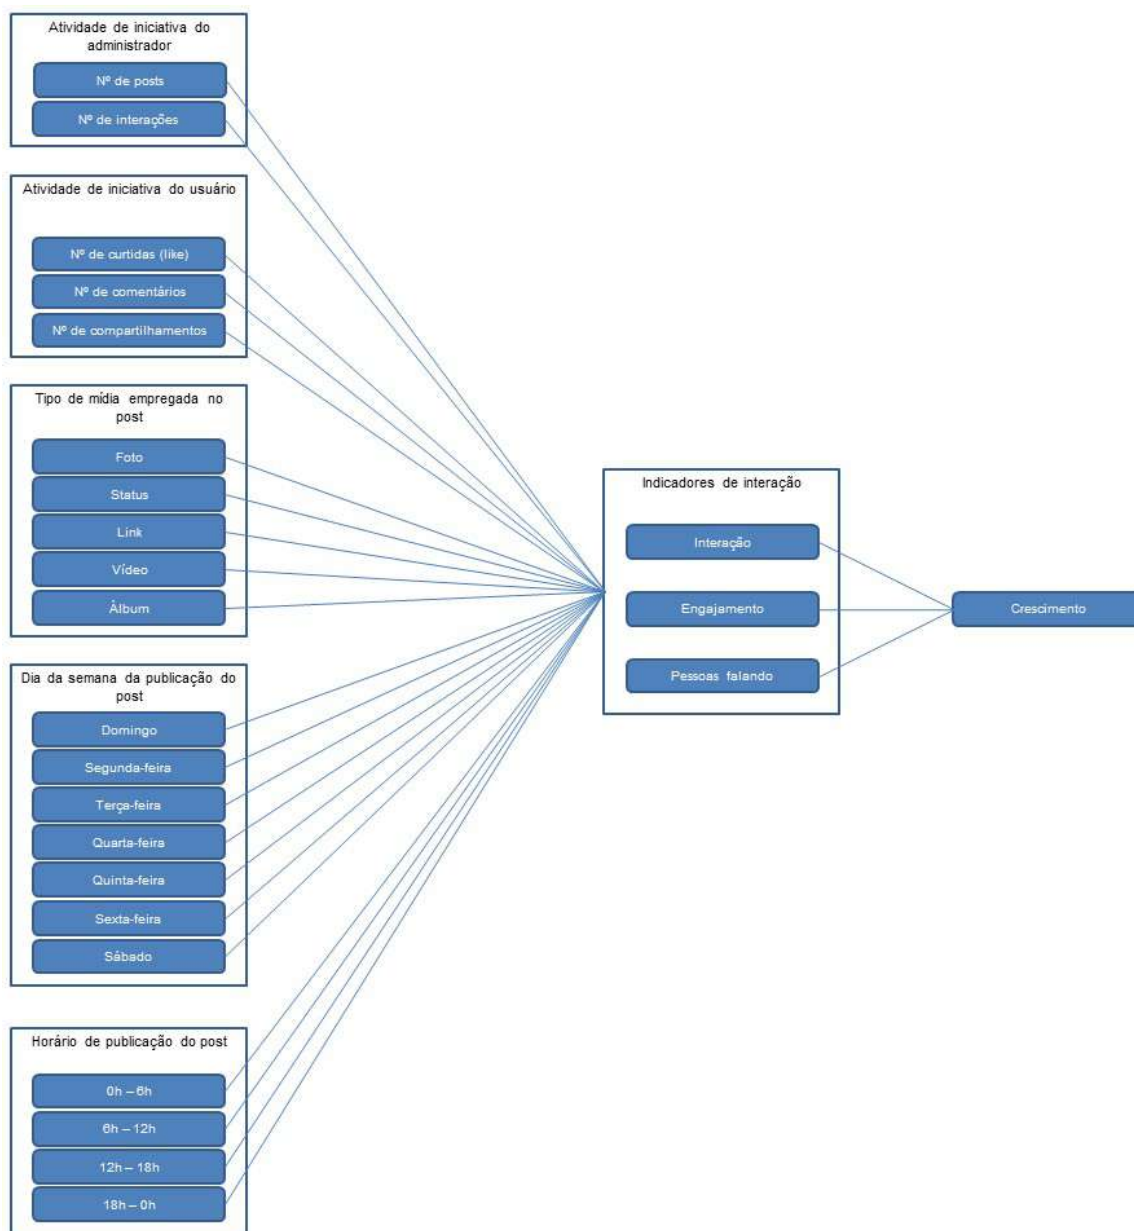 Atividade de iniciativa do
administrador
Nº de posts
Nº de interações
Atividade de iniciativa do usuário
Nº de curtidas (like)
Nº de comentários
Nº de compartilhamentos
Tipo de mídia empregada no
post
Foto
Status
Link
Vídeo
Álbum
Dia da semana da publicação do
post
Domingo
Segunda-feira
Terça-feira
Quarta-feira
Quinta-feira
Sexta-feira
Sábado
Horário de publicação do post
0h – 6h
6h – 12h
12h – 18h
18h – 0h
Indicadores de interação
Interação
Engajamento
Pessoas falando
Crescimento